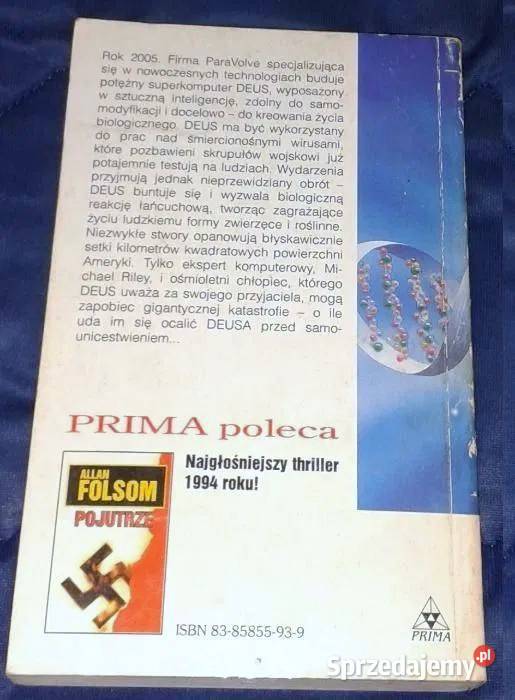 Rok 2005. Firma ParaVolve specjalizująca
się w nowoczesnych technologiach buduje
potężny superkomputer DEUS, wyposażony
w sztuczną inteligencję, zdolny do samo-
modyfikacji i docelowo – do kreowania życia
biologicznego. DEUS ma być wykorzystany
do prac nad śmiercionośnymi wirusami,
które pozbawieni skrupułów wojskowi już
potajemnie testują na ludziach. Wydarzenia
przyjmują jednak nieprzewidziany obrót –
DEUS buntuje się i wyzwala biologiczną
reakcję łańcuchową, tworząc zagrażające
życiu ludzkiemu formy zwierzęce i roślinne.
Niezwykłe stwory opanowują błyskawicznie
setki kilometrów kwadratowych powierzchni
Ameryki. Tylko ekspert komputerowy, Mi-
chael Riley, i ośmioletni chłopiec, którego
DEUS uważa za swojego przyjaciela, mogą
zapobiec gigantycznej katastrofie – o ile
uda im się ocalić DEUSA przed samo-
unicestwieniem...
PRIMA poleca
ALLAN
FOLSOM
POJUTRZE
Najgłośniejszy thriller
1994 roku!
ISBN 83-85855-93-9
PRIMA
Sprzedajemy.pl